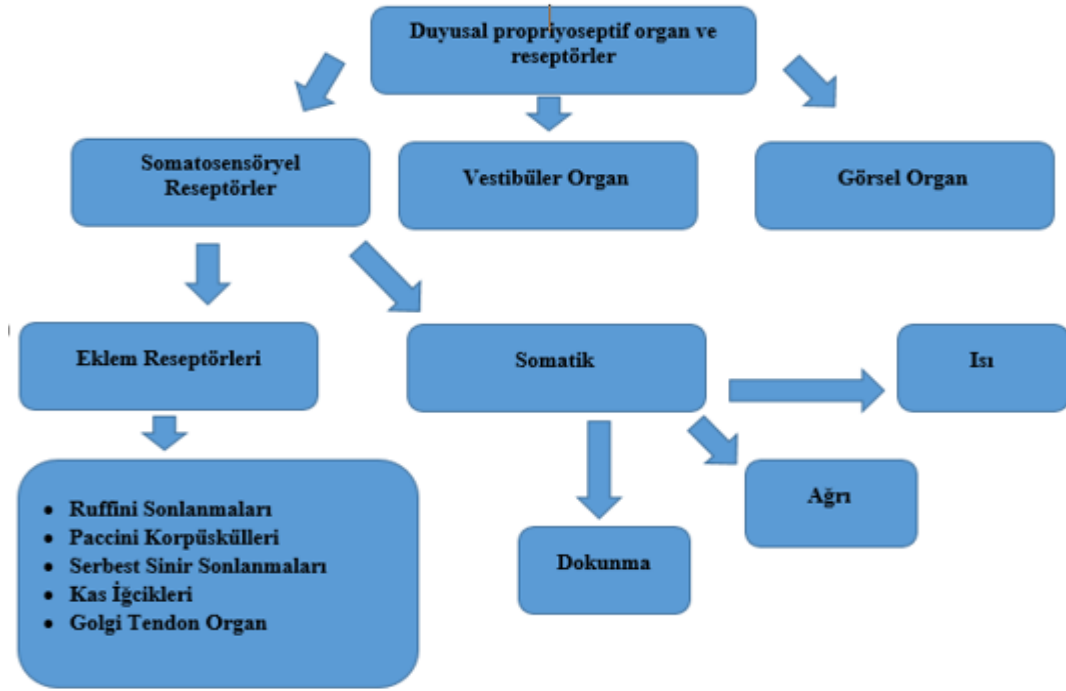 Duyusal propriyoseptif organ ve
reseptörler
Somatosensöryel
Reseptörler
Vestibüler Organ
Görsel Organ
Eklem Reseptörleri
Somatik
Isı
Ağrı
Dokunma
• Ruffini Sonlanmaları
• Paccini Korpüskülleri
• Serbest Sinir Sonlanmaları
• Kas İğcikleri
• Golgi Tendon Organ